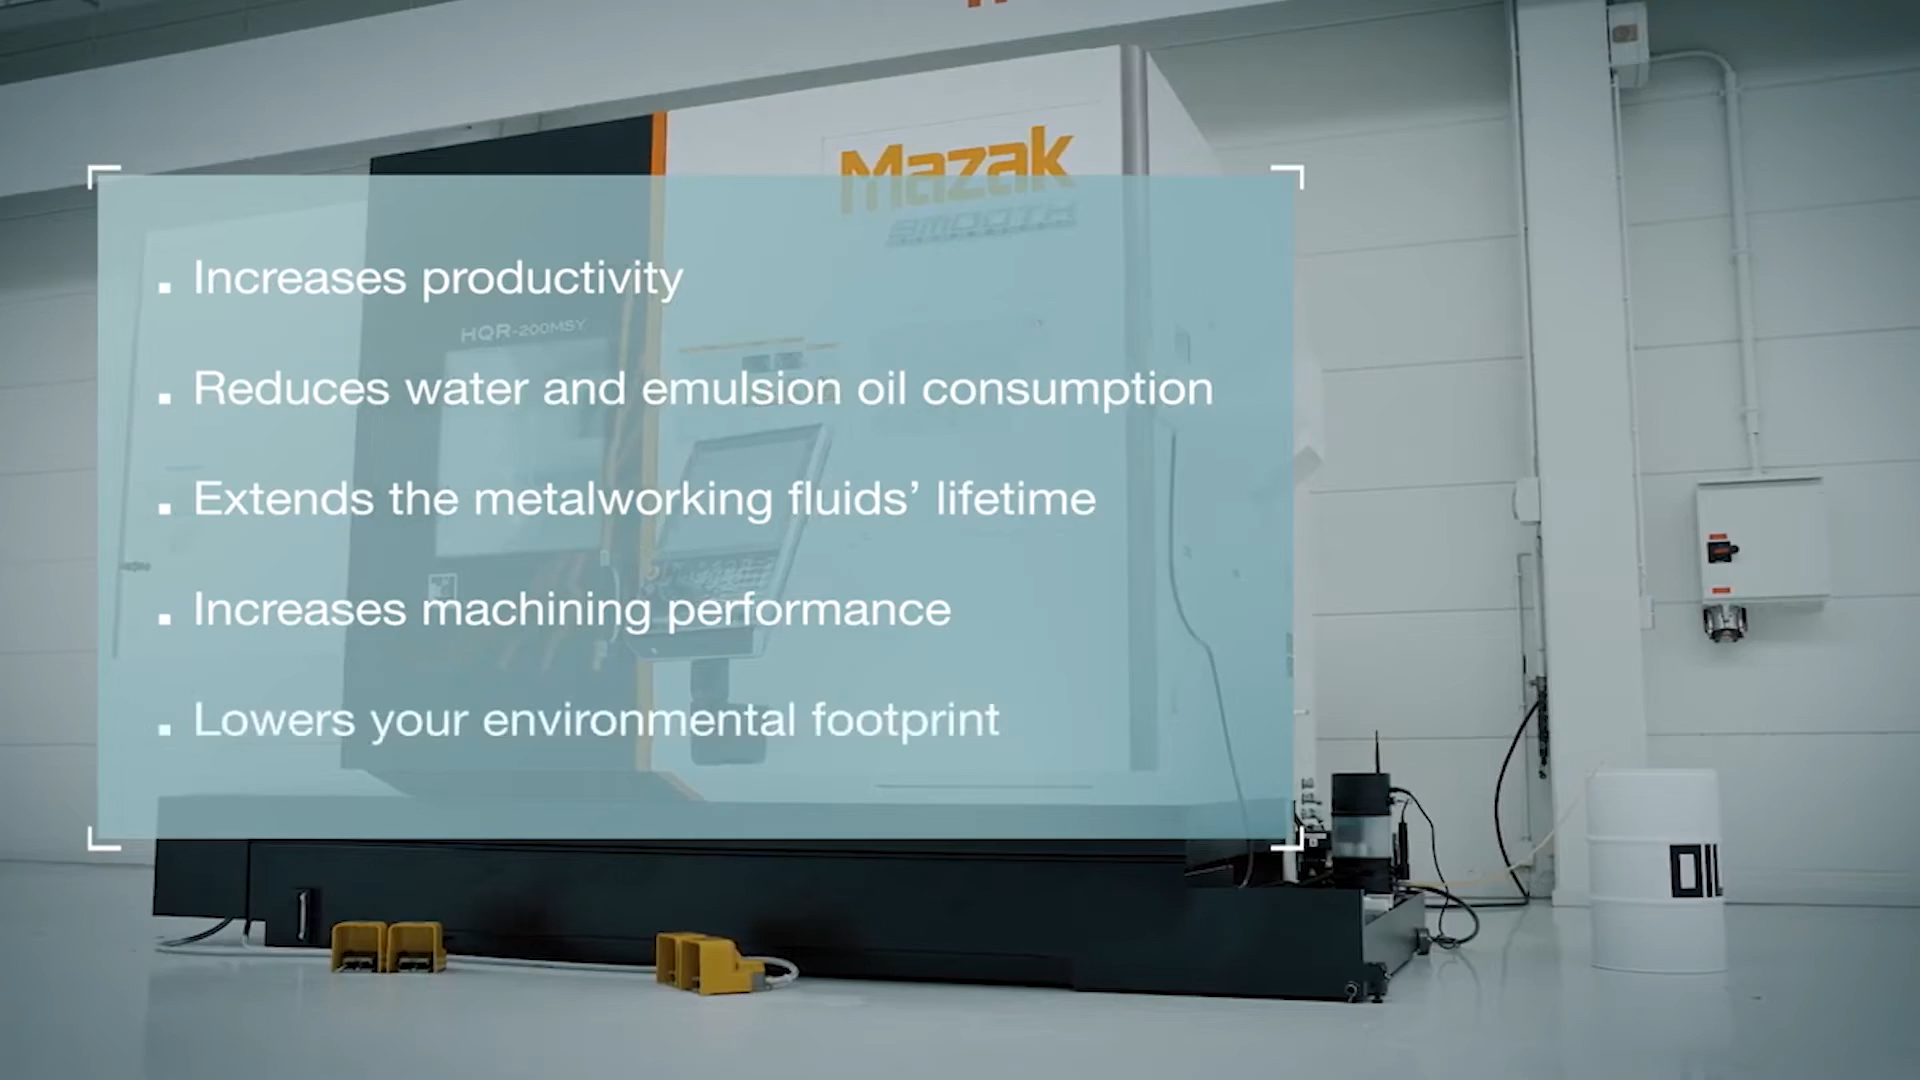 Mazak
SMOOTH
▪ Increases productivity
HQR-200MSY
▪ Reduces water and emulsion oil consumption
▪ Extends the metalworking fluids’ lifetime
▪ Increases machining performance
▪ Lowers your environmental footprint
OIL